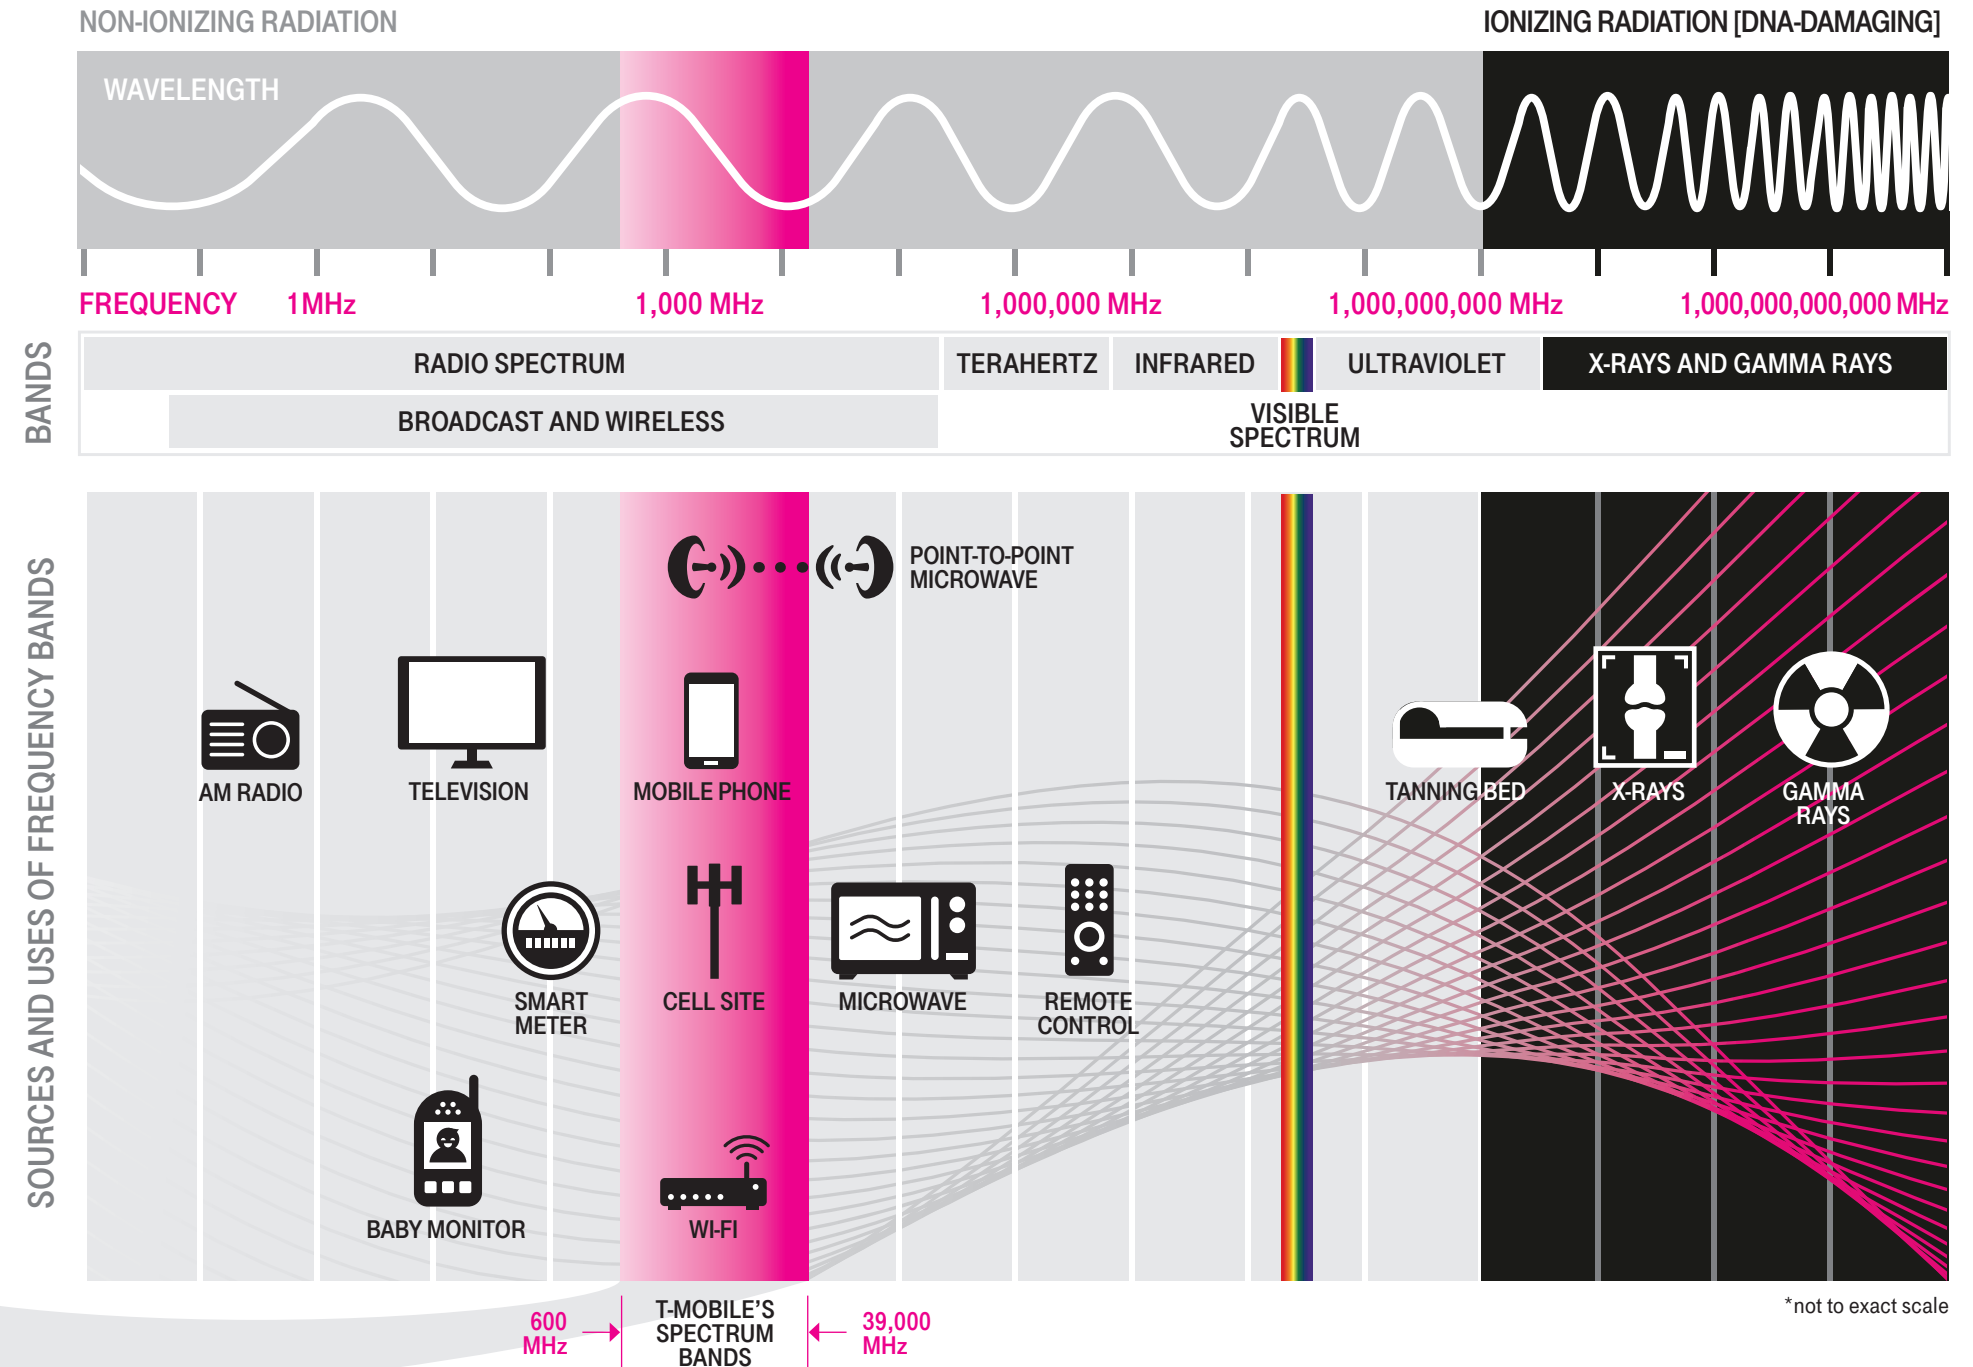 NON-IONIZING RADIATION
IONIZING RADIATION [DNA-DAMAGING]
WAVELENGTH
FREQUENCY
1MHz
1,000 MHz
1,000,000 MHz
1,000,000,000 MHz
1,000,000,000,000 MHz
BANDS
RADIO SPECTRUM
TERAHERTZ
INFRARED
ULTRAVIOLET
X-RAYS AND GAMMA RAYS
BROADCAST AND WIRELESS
VISIBLE
SPECTRUM
SOURCES AND USES OF FREQUENCY BANDS
POINT-TO-POINT
MICROWAVE
AM RADIO
TELEVISION
MOBILE PHONE
TANNING BED
X-RAYS
GAMMA
RAYS
SMART
METER
CELL SITE
MICROWAVE
REMOTE
CONTROL
BABY MONITOR
WI-FI
600
MHz
T-MOBILE'S
SPECTRUM
BANDS
39,000
MHz
*not to exact scale